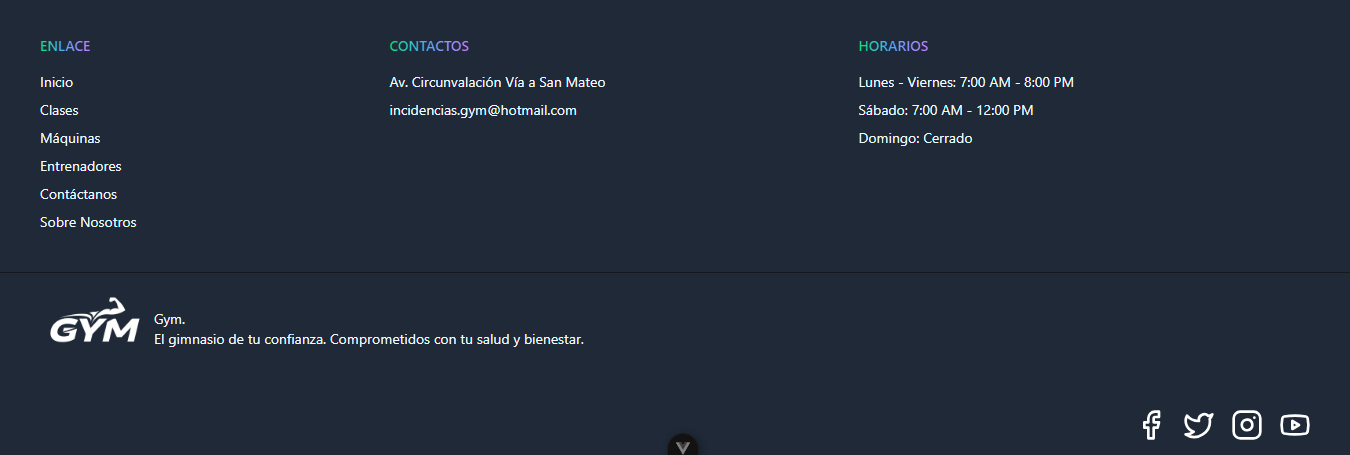 ENLACE
Inicio
Clases
Máquinas
Entrenadores
Contáctanos
Sobre Nosotros
CONTACTOS
Av. Circunvalación Vía a San Mateo
incidencias.gym@hotmail.com
HORARIOS
Lunes - Viernes: 7:00 AM - 8:00 PM
Sábado: 7:00 AM - 12:00 PM
Domingo: Cerrado
GYM
Gym.
El gimnasio de tu confianza. Comprometidos con tu salud y bienestar.